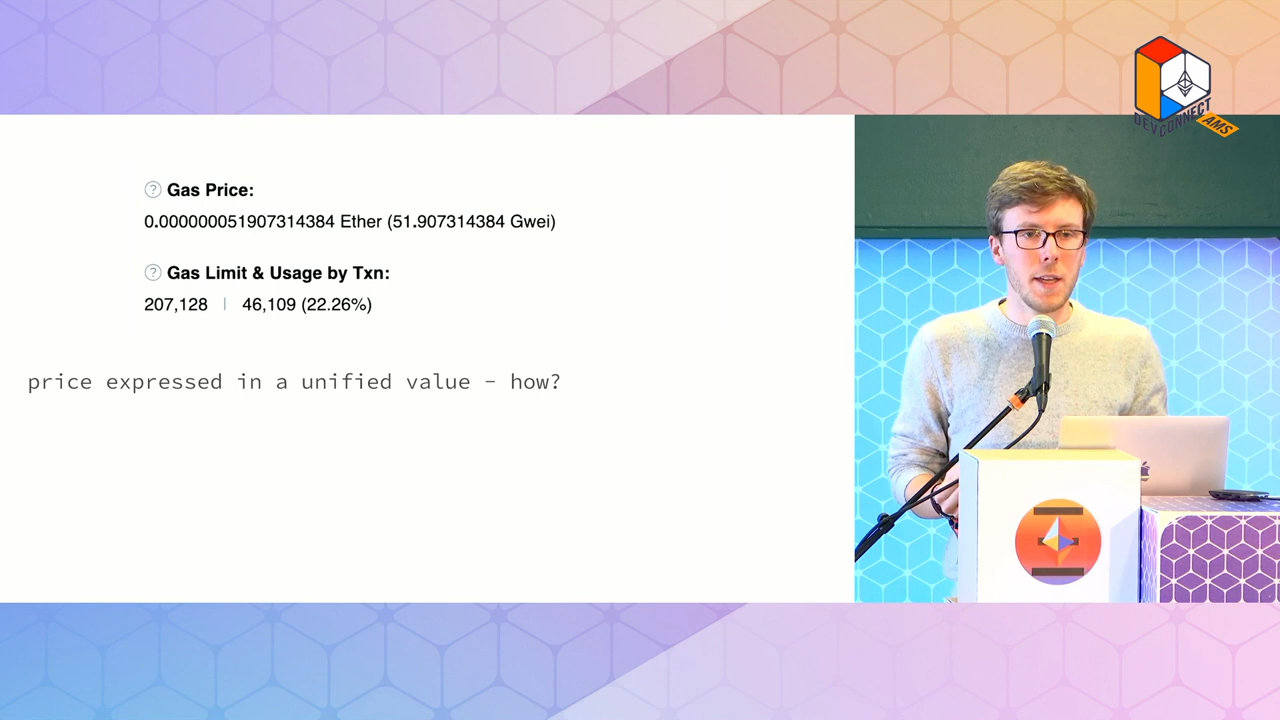 Gas Price:
0.000000051907314384 Ether (51.907314384 Gwei)
Gas Limit & Usage by Txn:
207,128 | 46,109 (22.26%)
price expressed in a unified value - how?
DEVCONNECT
AMS